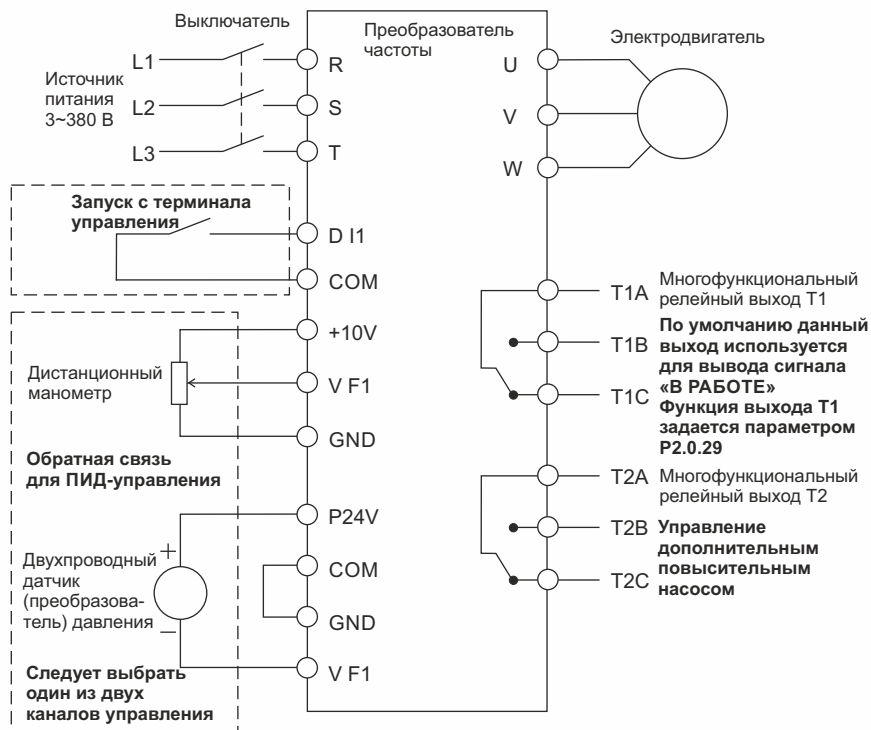 Выключатель
Преобразователь
частоты
Электродвигатель
Источник
питания
3~380 В
L1
L2
L3
R
S
T
U
V
W
Запуск с терминала
управления
D I1
COM
+10V
V F1
GND
Дистанционный
манометр
Обратная связь
для ПИД-управления
P24V
COM
GND
V F1
+
Двухпроводный
датчик
(преобразова-
тель) давления
–
Следует выбрать
один из двух
каналов управления
T1A
T1B
T1C
Многофункциональный
релейный выход T1
По умолчанию данный
выход используется
для вывода сигнала
«В РАБОТЕ»
Функция выхода T1
задается параметром
P2.0.29
T2A
T2B
T2C
Многофункциональный
релейный выход T2
Управление
дополнительным
повысительным
насосом